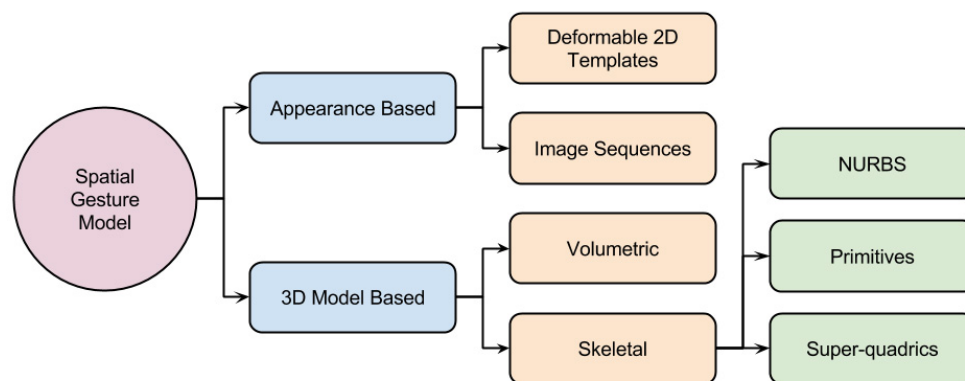 Spatial
Gesture
Model
Appearance Based
3D Model Based
Deformable 2D
Templates
Image Sequences
Volumetric
Skeletal
NURBS
Primitives
Super-quadrics